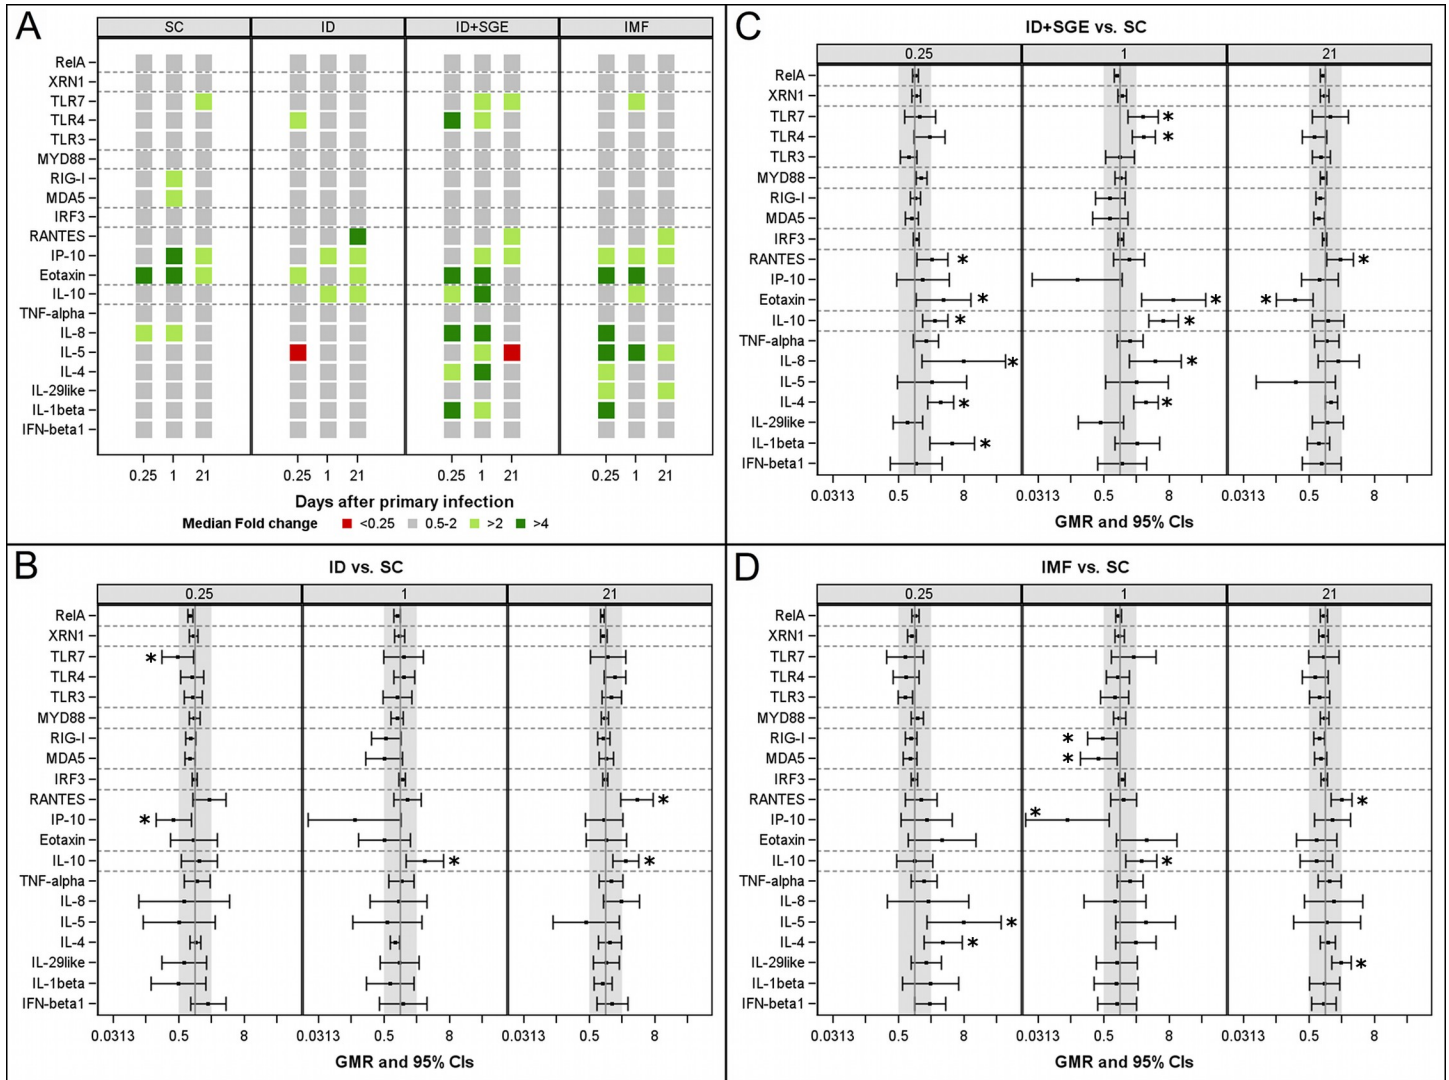 A
SC ID ID+SGE IMF
RelA
XRN1
TLR7
TLR4
TLR3
MYD88
RIG-I
MDA5
IRF3
RANTES
IP-10
Eotaxin
IL-10
TNF-alpha
IL-8
IL-5
IL-4
IL-29like
IL-1beta
IFN-beta1
0.25 1 21 0.25 1 21 0.25 1 21 0.25 1 21
Days after primary infection
Median Fold change <0.25 0.5-2 >2 >4
B
ID vs. SC
0.25 1 21
RelA
XRN1
TLR7
*
TLR4
TLR3
MYD88
RIG-I
MDA5
IRF3
RANTES *
IP-10 *
Eotaxin
IL-10 * *
TNF-alpha
IL-8
IL-5
IL-4
IL-29like
IL-1beta
IFN-beta1
0.0313 0.5 8 0.0313 0.5 8 0.0313 0.5 8
GMR and 95% CIs
C
ID+SGE vs. SC
0.25 1 21
RelA
XRN1
TLR7 *
TLR4 *
TLR3
MYD88
RIG-I
MDA5
IRF3
RANTES * *
IP-10
Eotaxin * * *
IL-10 * *
TNF-alpha
IL-8 * *
IL-5
IL-4 * *
IL-29like
IL-1beta *
IFN-beta1
0.0313 0.5 8 0.0313 0.5 8 0.0313 0.5 8
GMR and 95% CIs
D
IMF vs. SC
0.25 1 21
RelA
XRN1
TLR7
TLR4
TLR3
MYD88
RIG-I *
MDA5 *
IRF3
RANTES *
IP-10 *
Eotaxin
IL-10 *
TNF-alpha
IL-8
IL-5 *
IL-4 *
IL-29like *
IL-1beta
IFN-beta1
0.0313 0.5 8 0.0313 0.5 8 0.0313 0.5 8
GMR and 95% CIs